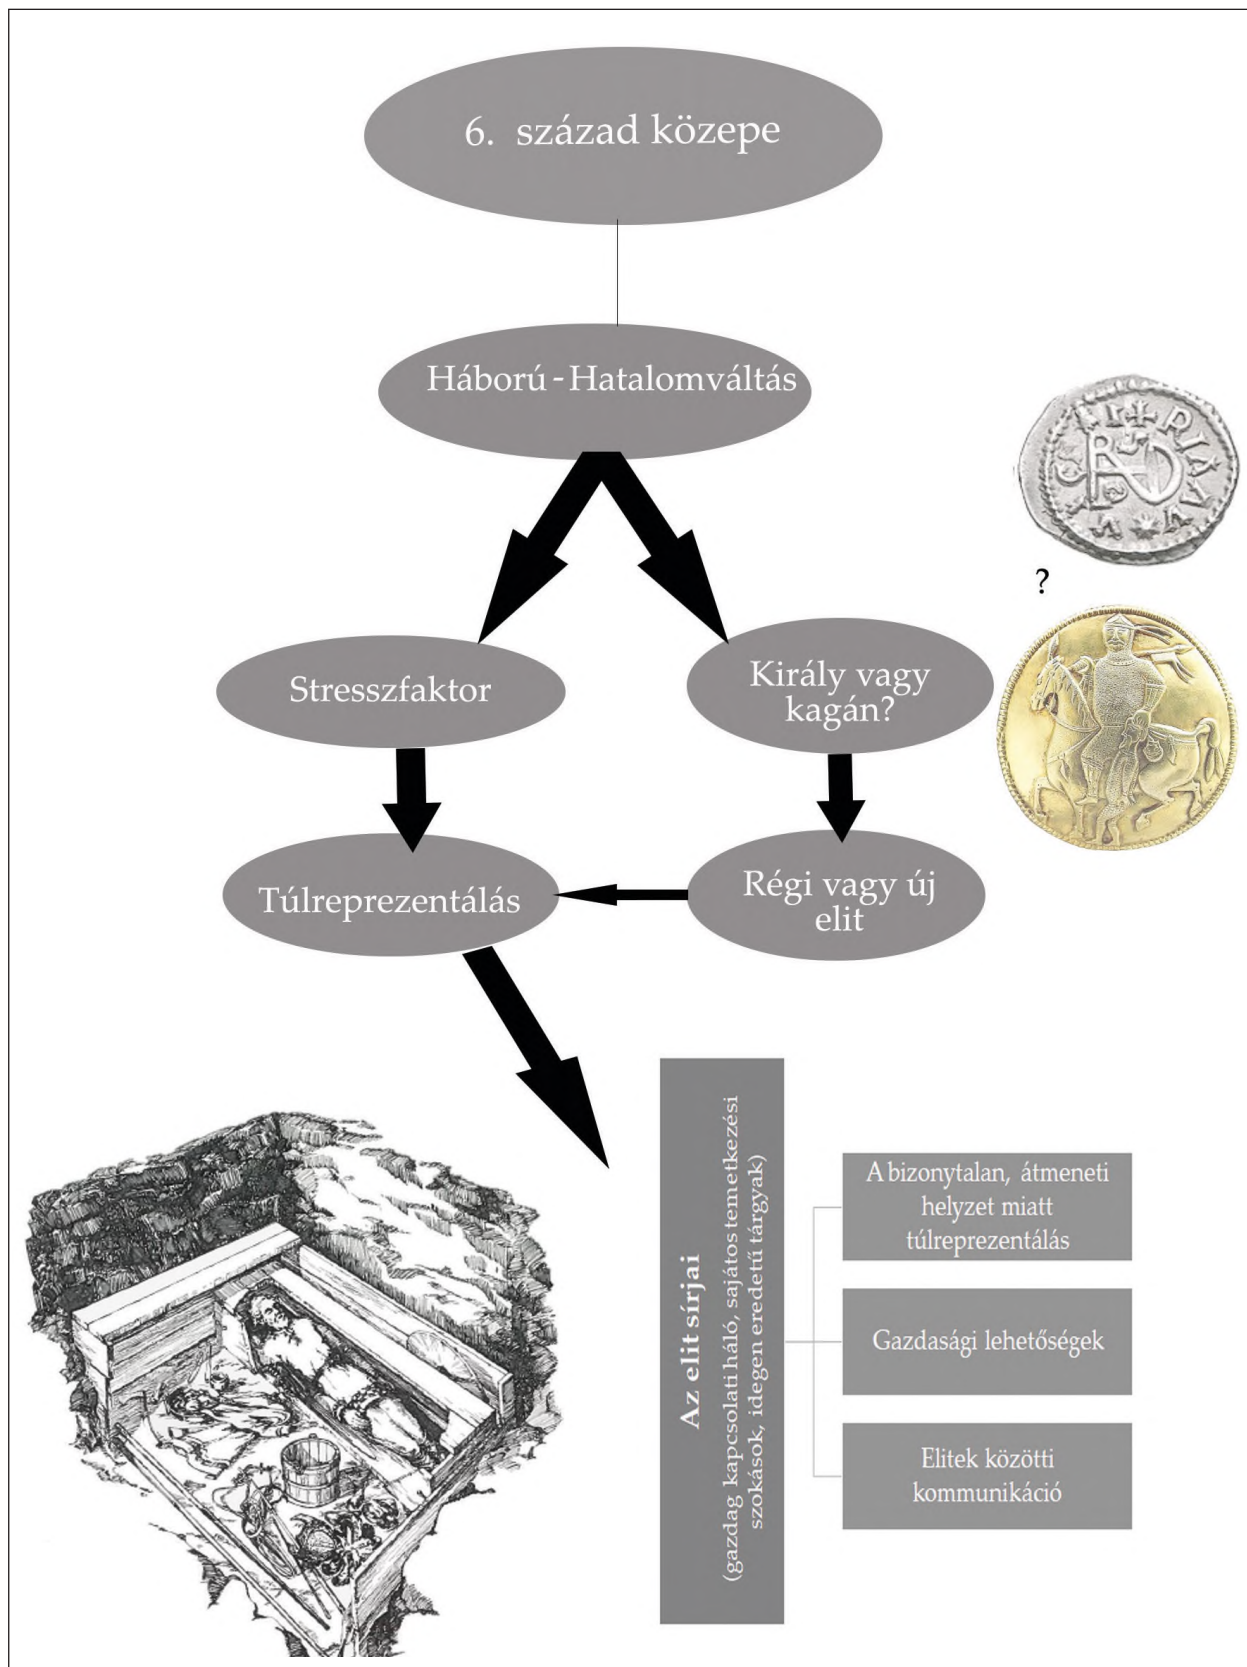 6. század közepe
Háború - Hatalomváltás
?
Stresszfaktor
Király vagy
kagán?
Túlreprezentálás
Régi vagy új
elit
Az elit sírjai
(gazdag kapcsolati háló, sajátos temetkezési
szokások, idegen eredetű tárgyak)
A bizonytalan, átmeneti
helyzet miatt
túlreprezentálás
Gazdasági lehetőségek
Elitek közötti
kommunikáció